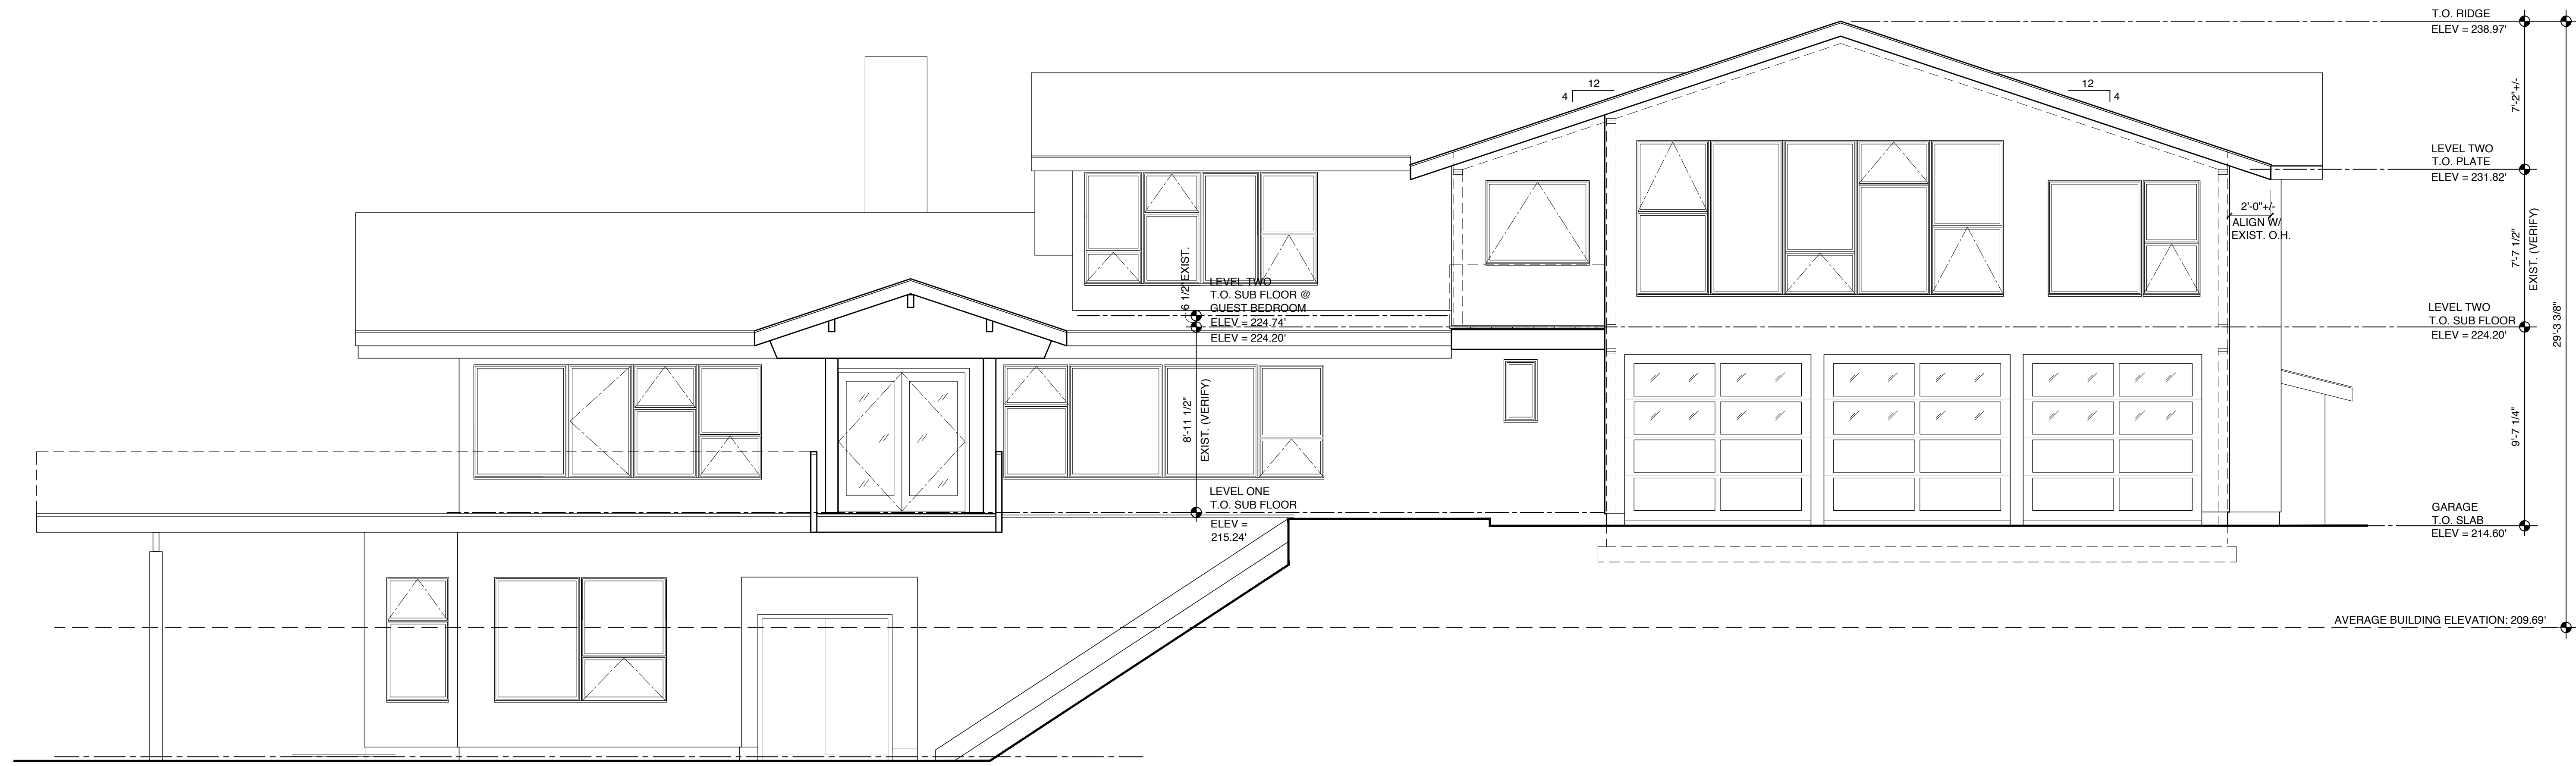 T.O. RIDGE
ELEV = 238.97'
7'-2"+/-
12
4
12
4
LEVEL TWO
T.O. PLATE
ELEV = 231.82'
2'-0"+/-
ALIGN W/
EXIST. O.H.
7'-7 1/2"
EXIST. (VERIFY)
29'-3 3/8"
6 1/2" EXIST.
LEVEL TWO
T.O. SUB FLOOR @
GUEST BEDROOM
ELEV = 224.74'
ELEV = 224.20'
LEVEL TWO
T.O. SUB FLOOR
ELEV = 224.20'
8'-11 1/2"
EXIST. (VERIFY)
9'-7 1/4"
LEVEL ONE
T.O. SUB FLOOR
ELEV =
215.24'
GARAGE
T.O. SLAB
ELEV = 214.60'
AVERAGE BUILDING ELEVATION: 209.69'